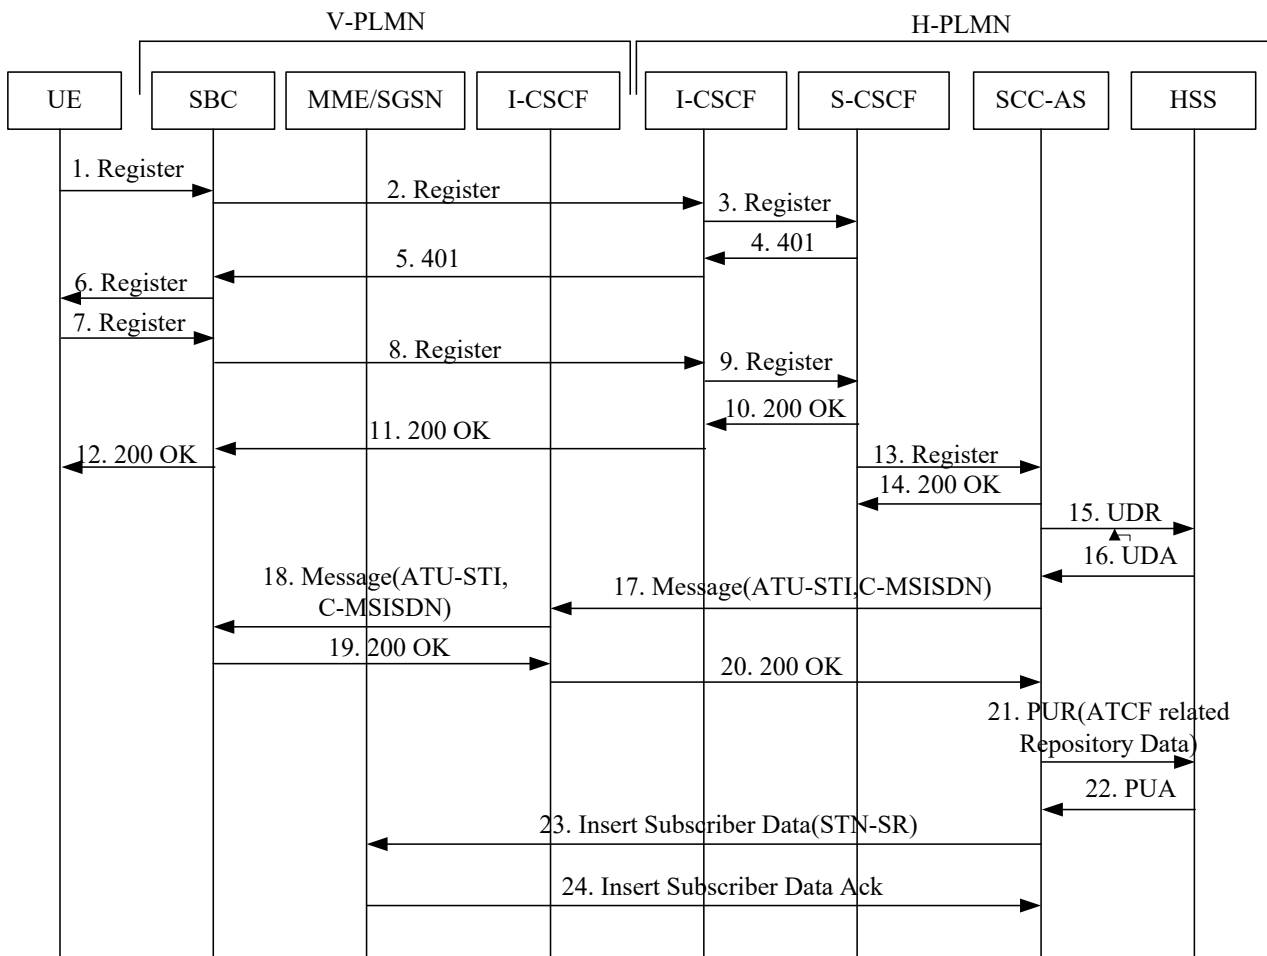 V-PLMN
H-PLMN
UE
SBC
MME/SGSN
I-CSCF
I-CSCF
S-CSCF
SCC-AS
HSS
1. Register
2. Register
3. Register
4. 401
5. 401
6. Register
7. Register
8. Register
9. Register
10. 200 OK
11. 200 OK
12. 200 OK
13. Register
14. 200 OK
15. UDR
16. UDA
17. Message(ATU-STI,C-MSISDN)
18. Message(ATU-STI,
C-MSISDN)
19. 200 OK
20. 200 OK
21. PUR(ATCF related
Repository Data)
22. PUA
23. Insert Subscriber Data(STN-SR)
24. Insert Subscriber Data Ack